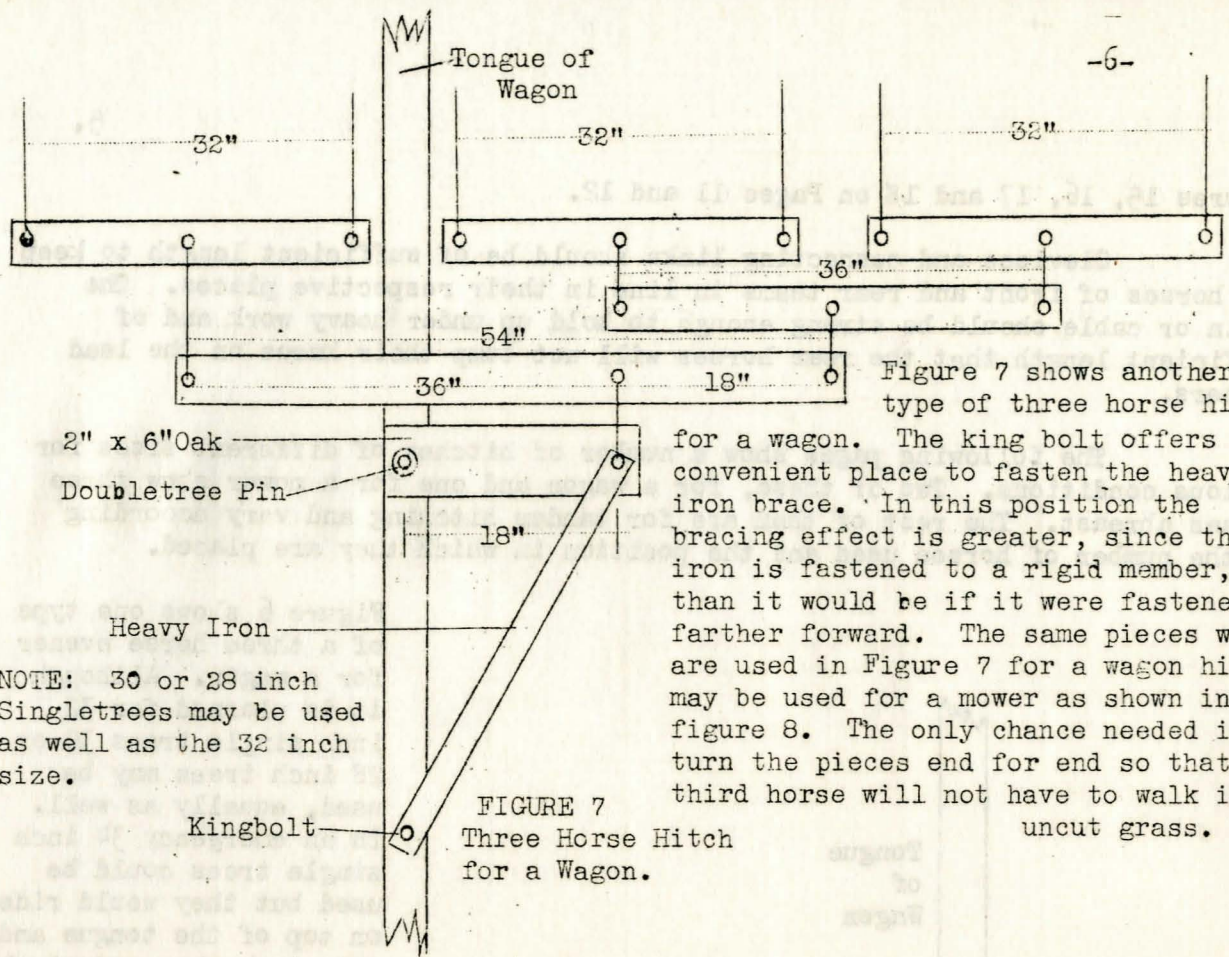 -6-
Tongue of
Wagon
32"
32"
32"
36"
54"
36"
18"
2" x 6"Oak
Doubletree Pin
18"
Heavy Iron
NOTE: 30 or 28 inch
Singletrees may be used
as well as the 32 inch
size.
Kingbolt
FIGURE 7
Three Horse Hitch
for a Wagon.
Figure 7 shows another
type of three horse hi
for a wagon. The king bolt offers
convenient place to fasten the heav
iron brace. In this position the
bracing effect is greater, since th
iron is fastened to a rigid member,
than it would be if it were fastene
farther forward. The same pieces w
are used in Figure 7 for a wagon hi
may be used for a mower as shown in
figure 8. The only chance needed i
turn the pieces end for end so that
third horse will not have to walk i
uncut grass.